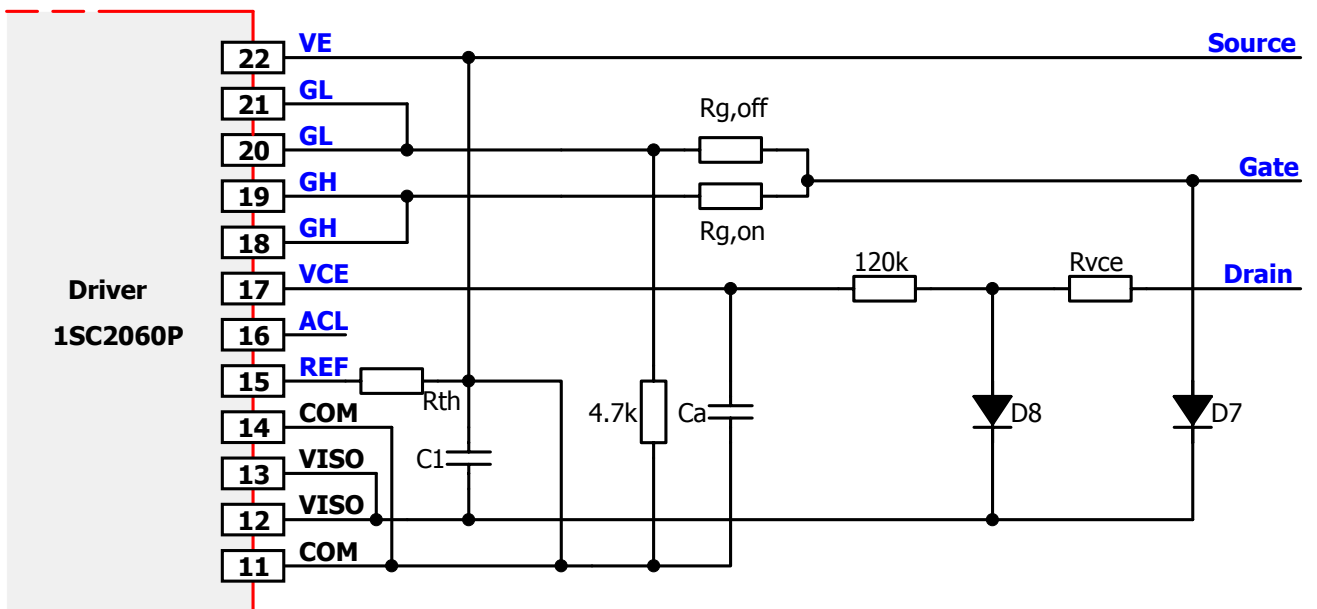 22 VE Source
21 GL
Rg,off
20 GL
Gate
19 GH
Rg,on
18 GH
120k Rvce
17 VCE Drain
Driver
1SC2060P
16 ACL
15 REF
Rth
4.7k Ca D8 D7
14 COM
C1
13 VISO
12 VISO
11 COM